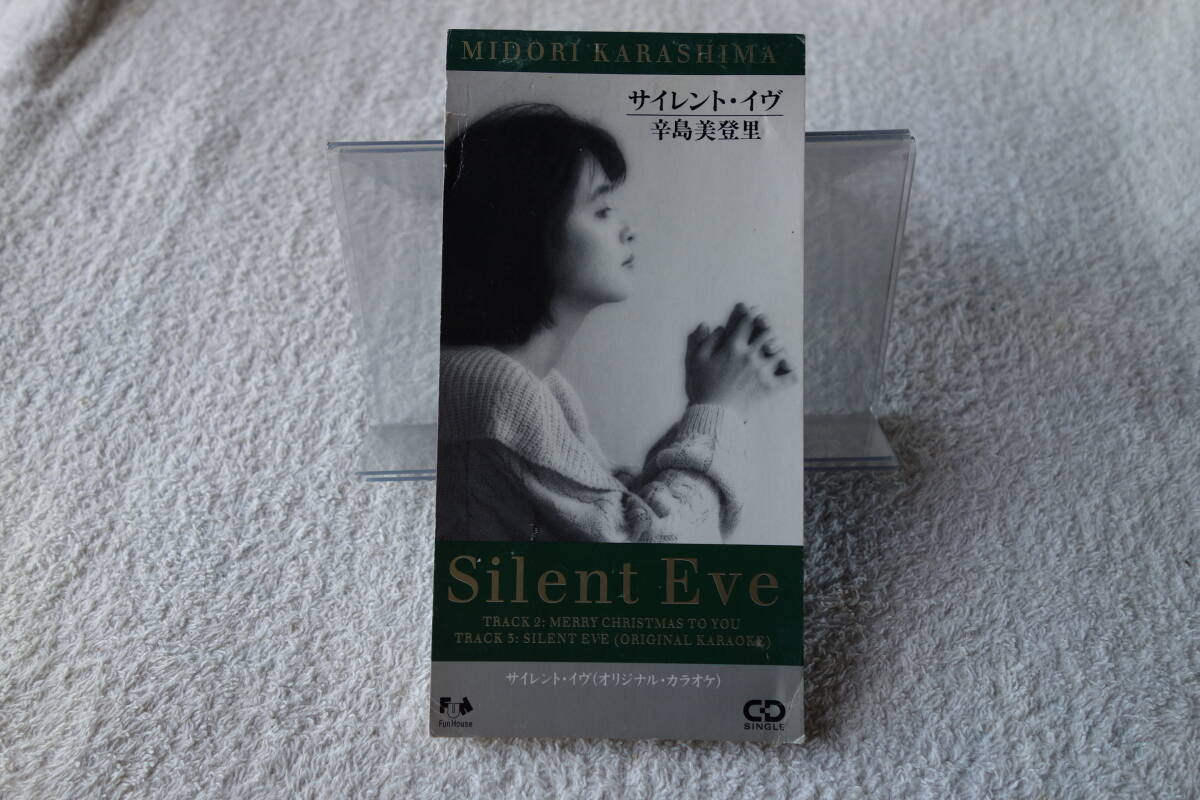 MIDORI KARASHIMA
サイレント・イヴ
辛島美登里
Silent Eve
TRACK 2: MERRY CHRISTMAS TO YOU
TRACK 3: SILENT EVE (ORIGINAL KARAOKE)
サイレント・イヴ(オリジナル・カラオケ)
FUN
Fun House
CD
SINGLE